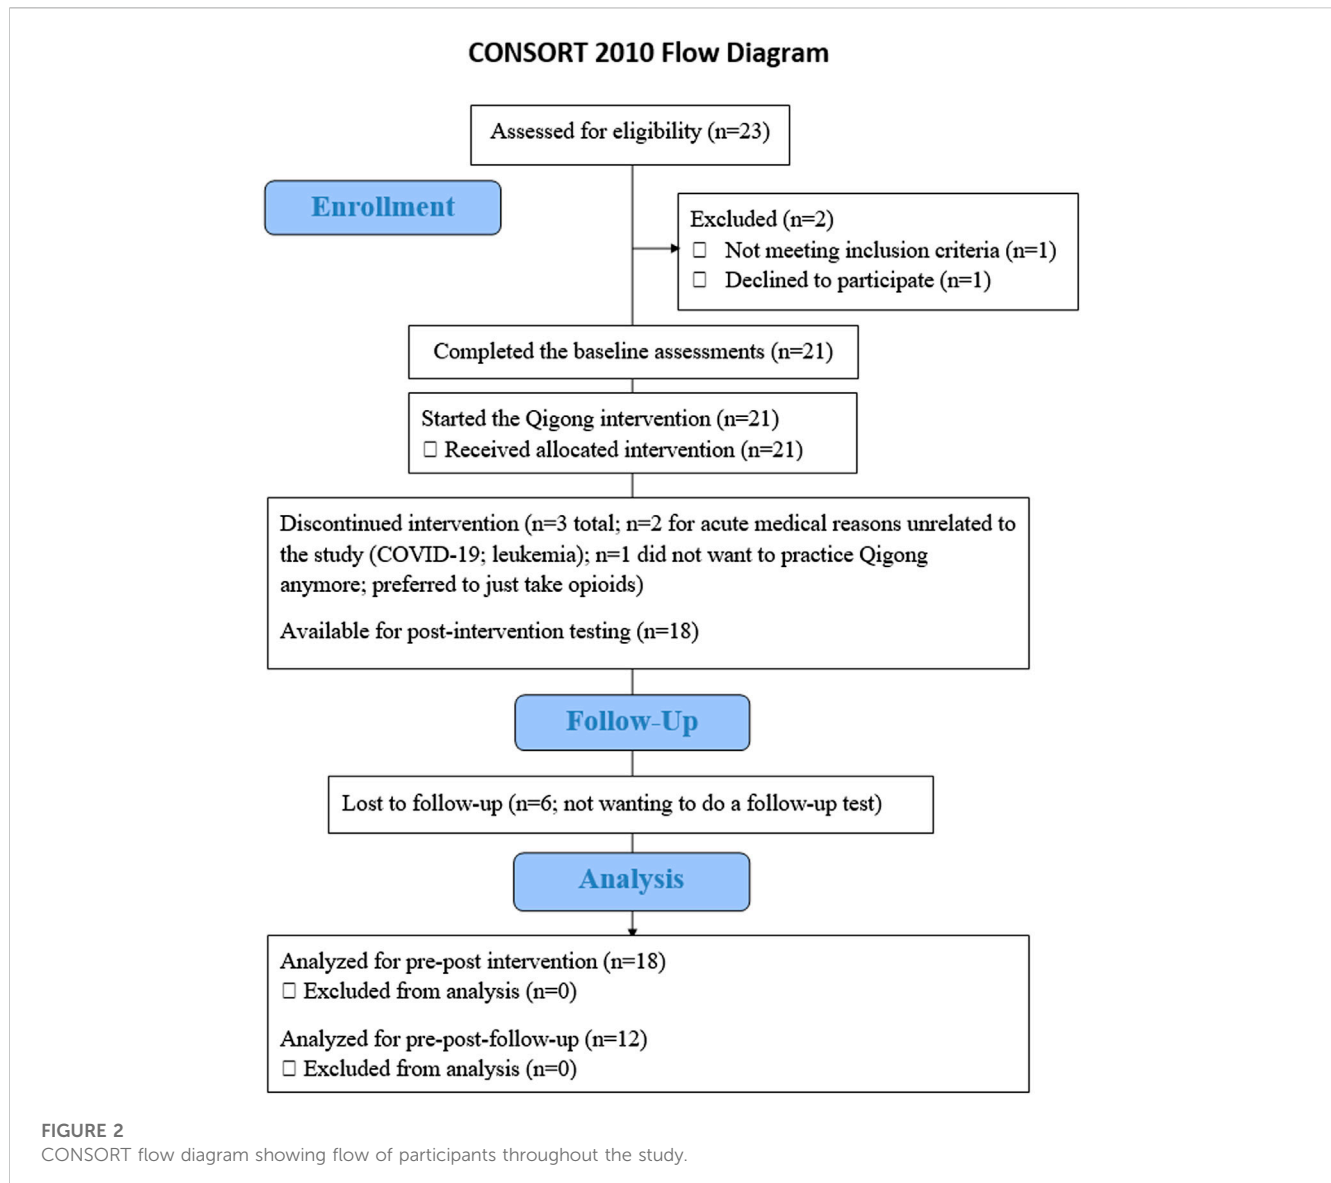 CONSORT 2010 Flow Diagram
Assessed for eligibility (n=23)
Enrollment
Excluded (n=2)
□ Not meeting inclusion criteria (n=1)
□ Declined to participate (n=1)
Completed the baseline assessments (n=21)
Started the Qigong intervention (n=21)
□ Received allocated intervention (n=21)
Discontinued intervention (n=3 total; n=2 for acute medical reasons unrelated to
the study (COVID-19; leukemia); n=1 did not want to practice Qigong
anymore; preferred to just take opioids)
Available for post-intervention testing (n=18)
Follow-Up
Lost to follow-up (n=6; not wanting to do a follow-up test)
Analysis
Analyzed for pre-post intervention (n=18)
□ Excluded from analysis (n=0)
Analyzed for pre-post-follow-up (n=12)
□ Excluded from analysis (n=0)
FIGURE 2
CONSORT flow diagram showing flow of participants throughout the study.